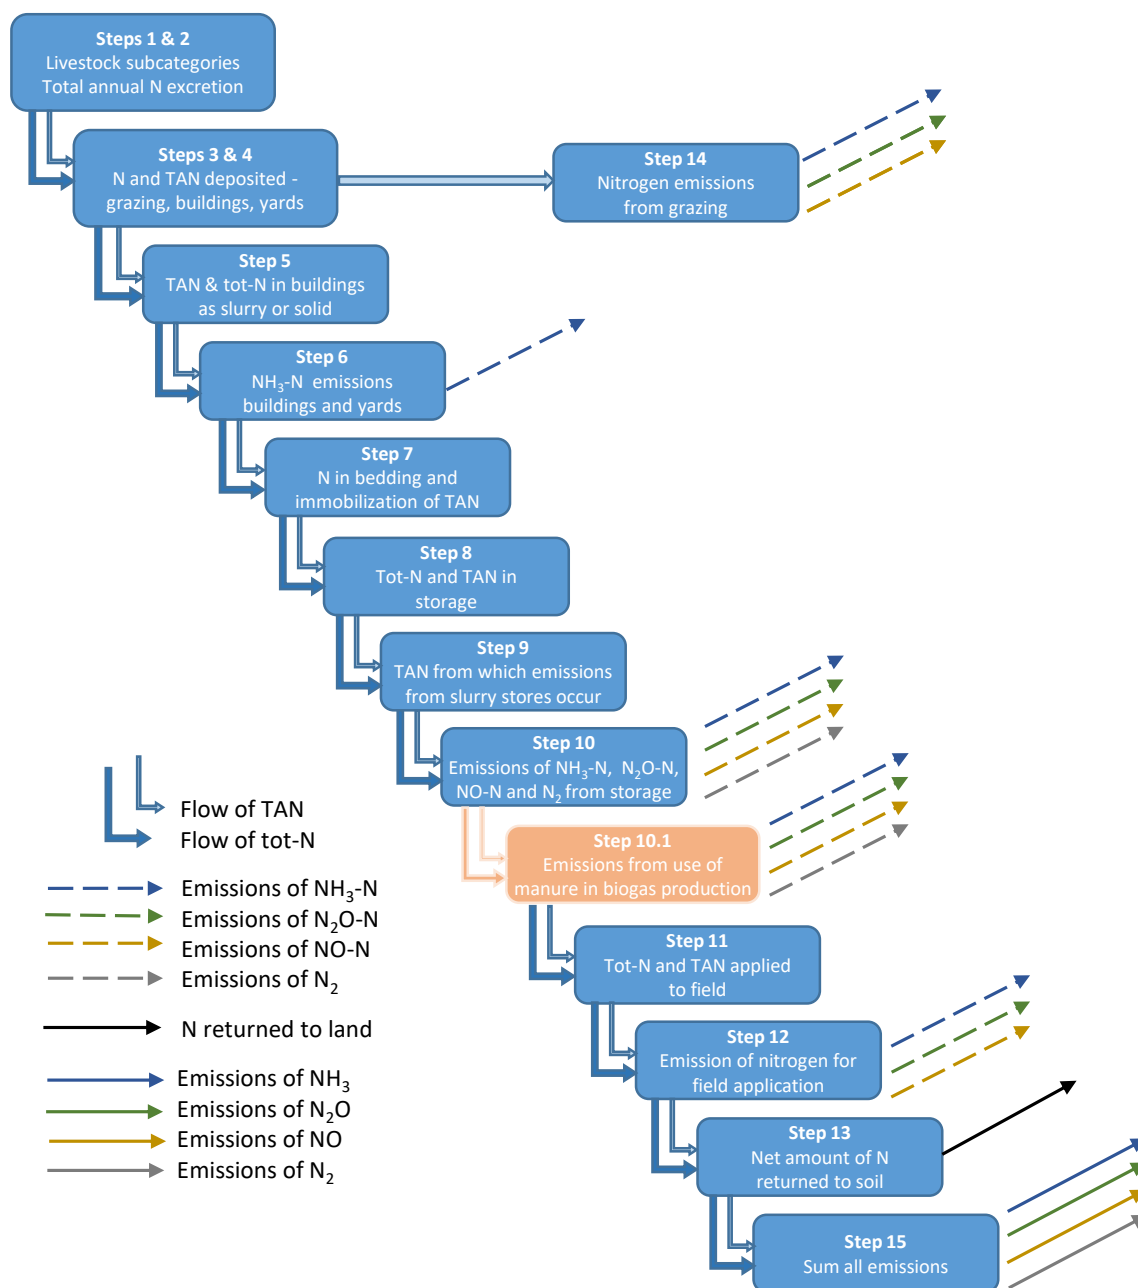 Steps 1 & 2
Livestock subcategories
Total annual N excretion
Steps 3 & 4
N and TAN deposited -
grazing, buildings, yards
Step 14
Nitrogen emissions
from grazing
Step 5
TAN & tot-N in buildings
as slurry or solid
Step 6
NH₃-N emissions
buildings and yards
Step 7
N in bedding and
immobilization of TAN
Step 8
Tot-N and TAN in
storage
Step 9
TAN from which emissions
from slurry stores occur
Step 10
Emissions of NH₃-N, N₂O-N,
NO-N and N₂ from storage
Step 10.1
Emissions from use of
manure in biogas production
Step 11
Tot-N and TAN applied
to field
Step 12
Emission of nitrogen for
field application
Step 13
Net amount of N
returned to soil
Step 15
Sum all emissions
Flow of TAN
Flow of tot-N
Emissions of NH₃-N
Emissions of N₂O-N
Emissions of NO-N
Emissions of N₂
N returned to land
Emissions of NH₃
Emissions of N₂O
Emissions of NO
Emissions of N₂